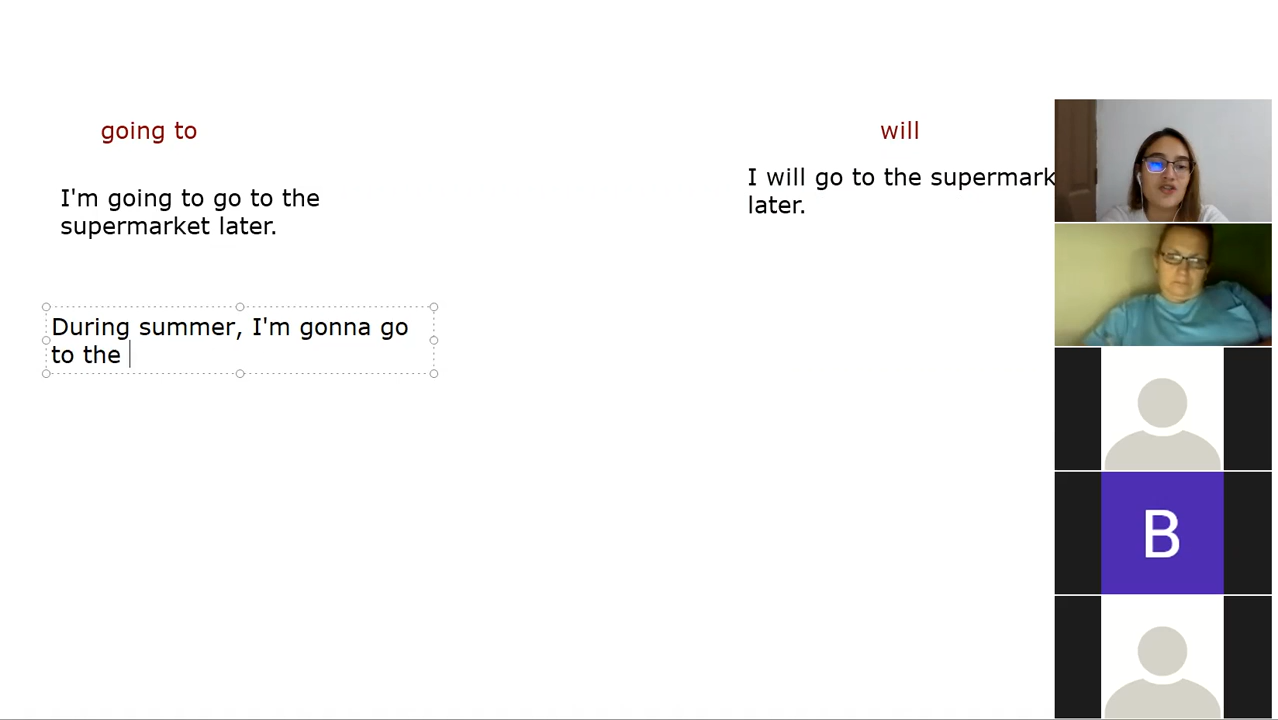 going to
will
I'm going to go to the
supermarket later.
I will go to the supermark
later.
During summer, I'm gonna go
to the
B